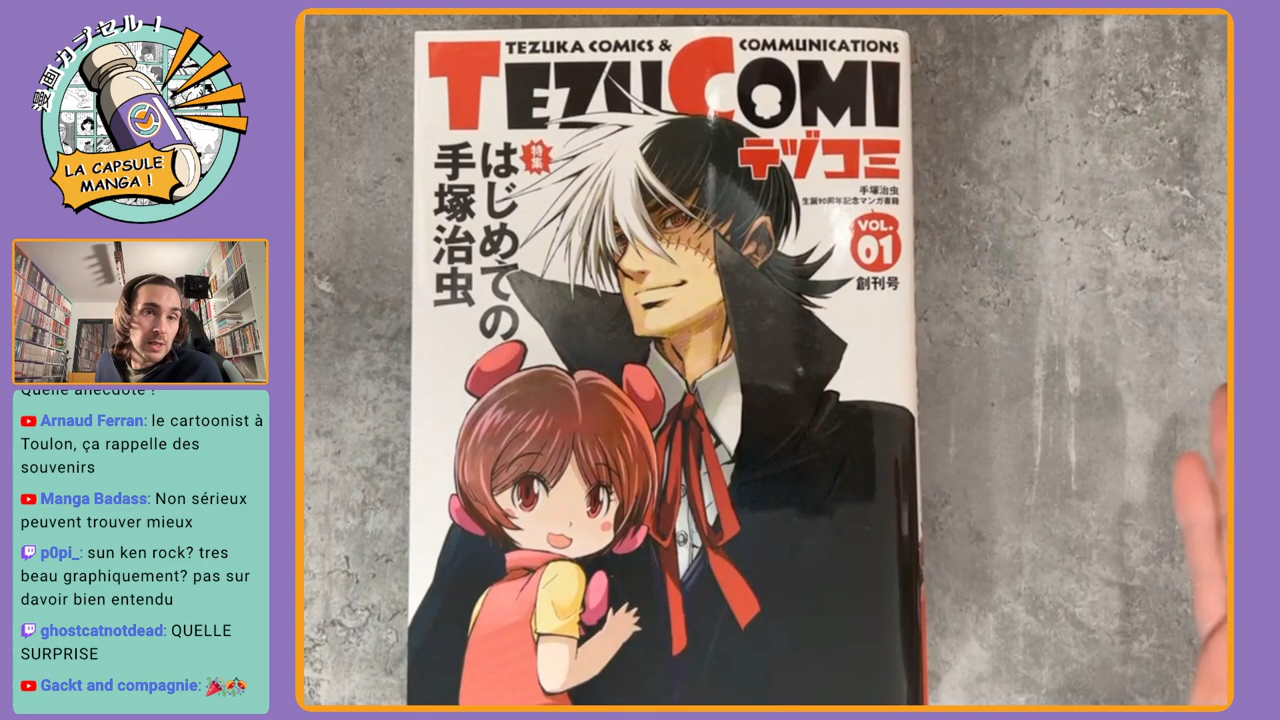 漫画カプセル!
LA CAPSULE
MANGA !
Quelle anecdote !
Arnaud Ferran: le cartoonist à
Toulon, ça rappelle des
souvenirs
Manga Badass: Non sérieux
peuvent trouver mieux
p0pi_: sun ken rock? tres
beau graphiquement? pas sur
davoir bien entendu
ghostcatnotdead: QUELLE
SURPRISE
Gackt and compagnie: 🎉🎊
TEZUKA COMICS & COMMUNICATIONS
TEZUCOMI
テヅコミ
手塚治虫
生誕90周年記念マンガ書籍
VOL.
01
創刊号
特集
はじめての
手塚治虫